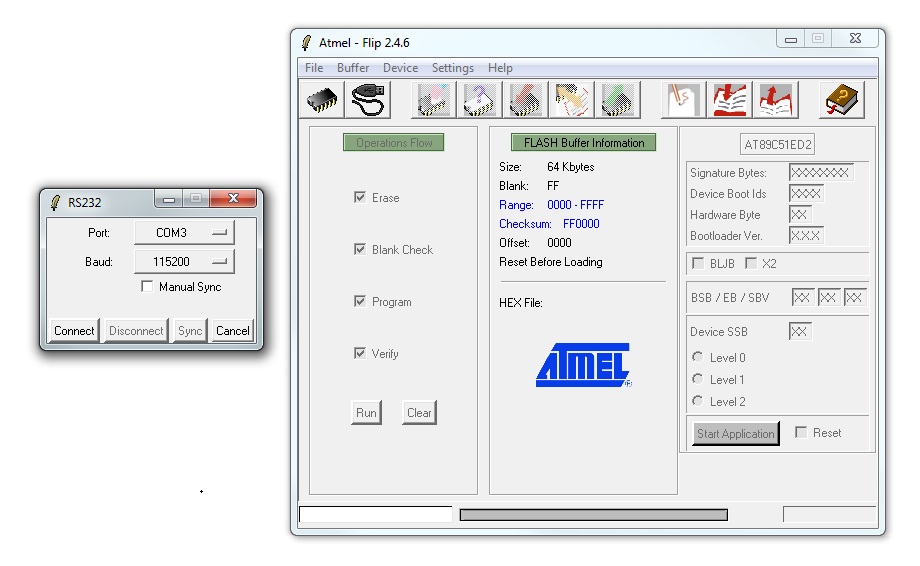 RS232
Port: COM3
Baud: 115200
Manual Sync
Connect Disconnect Sync Cancel
Atmel - Flip 2.4.6
File Buffer Device Settings Help
Operations Flow
Erase
Blank Check
Program
Verify
Run Clear
FLASH Buffer Information
Size: 64 Kbytes
Blank: FF
Range: 0000 - FFFF
Checksum: FF0000
Offset: 0000
Reset Before Loading
HEX File:
ATMEL®
AT89C51ED2
Signature Bytes: XXXXXXXX
Device Boot Ids XXXX
Hardware Byte XX
Bootloader Ver. X.X.X
BLJB X2
BSB / EB / SBV XX XX XX
Device SSB XX
Level 0
Level 1
Level 2
Start Application Reset